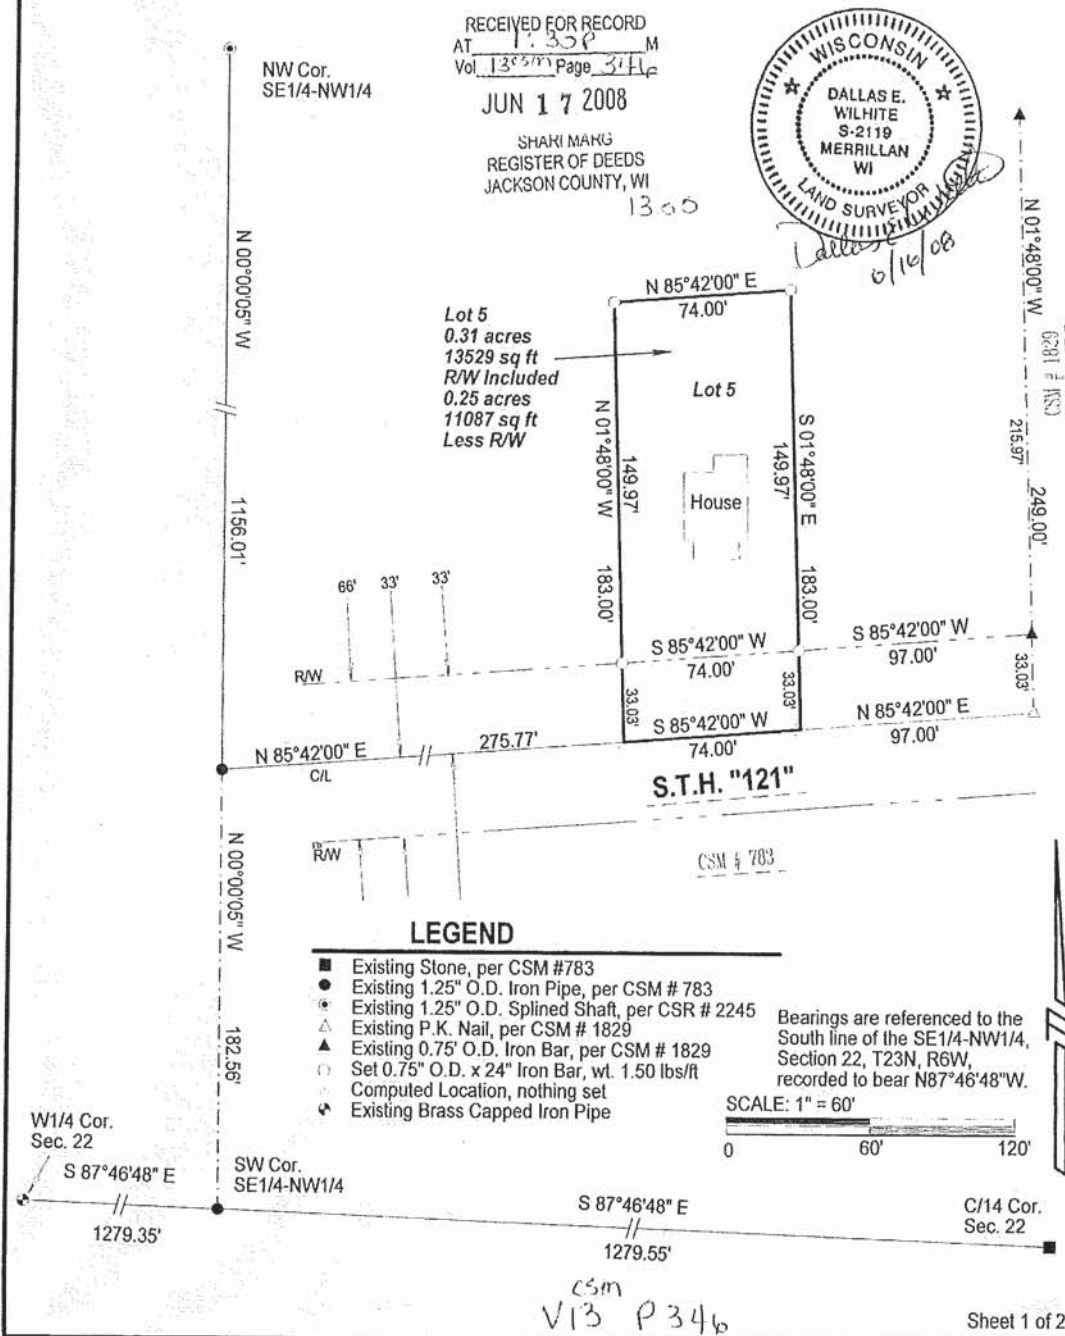 RECEIVED FOR RECORD
AT 1:30P M
Vol 13csm Page 346
JUN 17 2008
SHARI MARG
REGISTER OF DEEDS
JACKSON COUNTY, WI
1300
WISCONSIN
DALLAS E.
WILHITE
S-2119
MERRILLAN
WI
LAND SURVEYOR
Dallas E
6/16/08
NW Cor.
SE1/4-NW1/4
N 00°00'05" W
1156.01'
N 01°48'00" W
CSM # 1829
215.97'
249.00'
N 85°42'00" E
74.00'
Lot 5
0.31 acres
13529 sq ft
R/W Included
0.25 acres
11087 sq ft
Less R/W
Lot 5
N 01°48'00" W
149.97'
183.00'
House
S 01°48'00" E
149.97'
183.00'
66' 33' 33'
R/W
S 85°42'00" W
74.00'
S 85°42'00" W
97.00'
33.03'
33.03'
33.03'
N 85°42'00" E
275.77'
C/L
S 85°42'00" W
74.00'
N 85°42'00" E
97.00'
S.T.H. "121"
R/W
CSM # 783
N 00°00'05" W
182.56'
LEGEND
Existing Stone, per CSM #783
Existing 1.25" O.D. Iron Pipe, per CSM # 783
Existing 1.25" O.D. Splined Shaft, per CSR # 2245
Existing P.K. Nail, per CSM # 1829
Existing 0.75' O.D. Iron Bar, per CSM # 1829
Set 0.75" O.D. x 24" Iron Bar, wt. 1.50 lbs/ft
Computed Location, nothing set
Existing Brass Capped Iron Pipe
Bearings are referenced to the
South line of the SE1/4-NW1/4,
Section 22, T23N, R6W,
recorded to bear N87°46'48"W.
SCALE: 1" = 60'
0 60' 120'
W1/4 Cor.
Sec. 22
S 87°46'48" E
1279.35'
SW Cor.
SE1/4-NW1/4
S 87°46'48" E
1279.55'
C/14 Cor.
Sec. 22
csm
V13 P346
Sheet 1 of 2